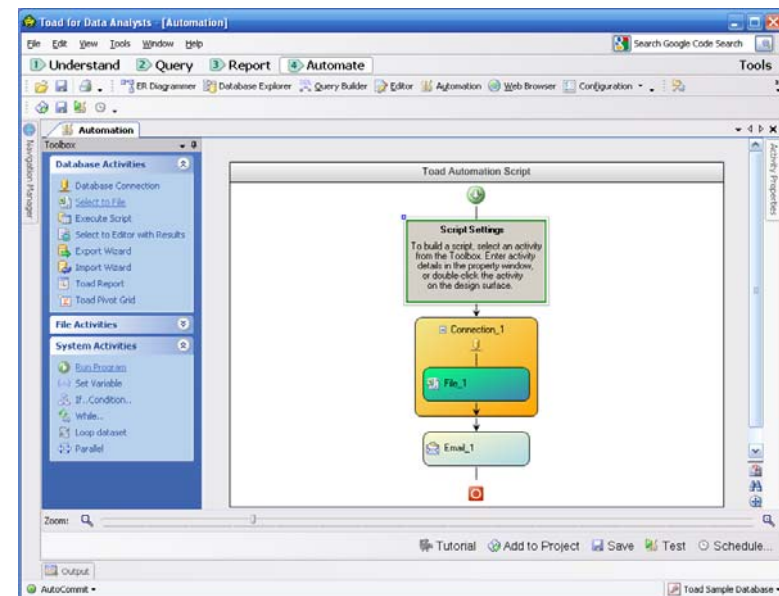 Toad for Data Analysts - [Automation]
File Edit View Tools Window Help
Search Google Code Search
1 Understand 2 Query 3 Report 4 Automate
Tools
ER Diagrammer Database Explorer Query Builder Editor Automation Web Browser Configuration
Automation
Navigation Manager
Toolbox
Database Activities
Database Connection
Select to File
Execute Script
Select to Editor with Results
Export Wizard
Import Wizard
Toad Report
Toad Pivot Grid
File Activities
System Activities
Run Program
Set Variable
If..Condition...
While...
Loop dataset
Parallel
Toad Automation Script
Script Settings
To build a script, select an activity
from the Toolbox. Enter activity
details in the property window,
or double-click the activity
on the design surface.
Connection_1
File_1
Email_1
Activity Properties
Zoom:
Tutorial Add to Project Save Test Schedule...
Output
AutoCommit
Toad Sample Database